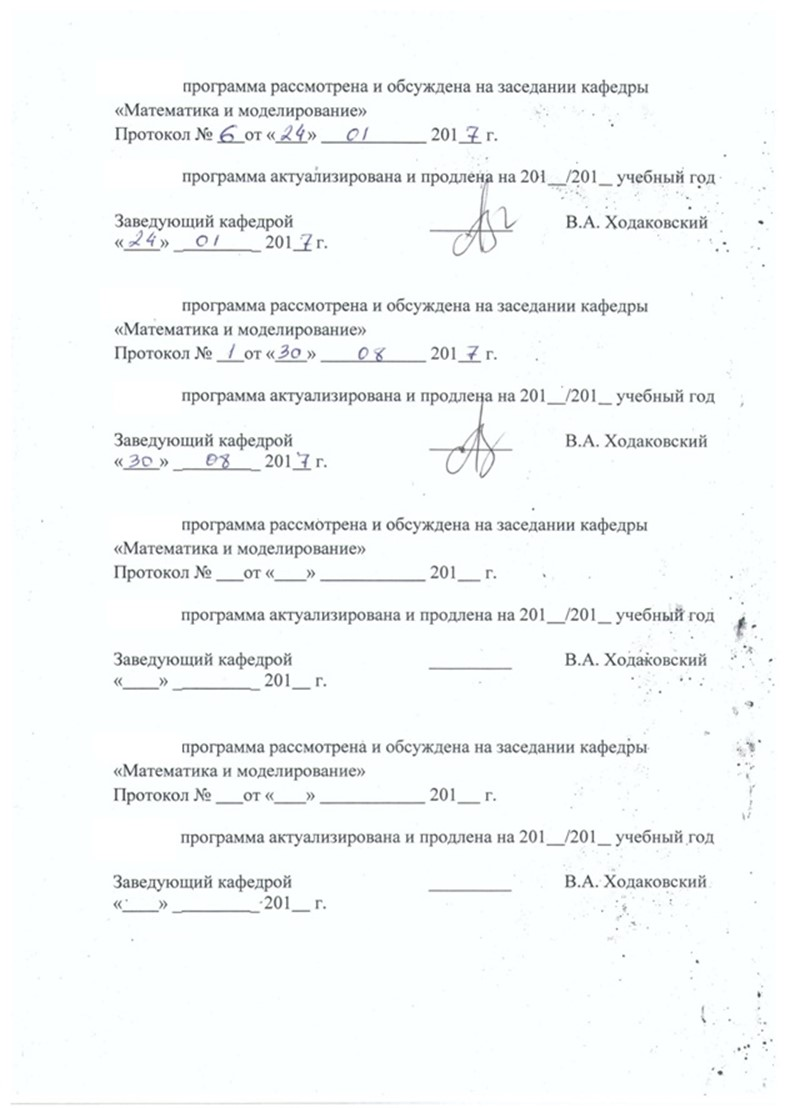 программа рассмотрена и обсуждена на заседании кафедры
«Математика и моделирование»
Протокол № 6 от «24» 01 2017 г.
программа актуализирована и продлена на 201__/201__ учебный год
Заведующий кафедрой _________ В.А. Ходаковский
«24» 01 2017 г.
программа рассмотрена и обсуждена на заседании кафедры
«Математика и моделирование»
Протокол № 1 от «30» 08 2017 г.
программа актуализирована и продлена на 201__/201__ учебный год
Заведующий кафедрой _________ В.А. Ходаковский
«30» 08 2017 г.
программа рассмотрена и обсуждена на заседании кафедры
«Математика и моделирование»
Протокол № ___от «___» ____________ 201___ г.
программа актуализирована и продлена на 201__/201__ учебный год
Заведующий кафедрой _________ В.А. Ходаковский
«____» __________ 201__ г.
программа рассмотрена и обсуждена на заседании кафедры
«Математика и моделирование»
Протокол № ___от «___» ____________ 201___ г.
программа актуализирована и продлена на 201__/201__ учебный год
Заведующий кафедрой _________ В.А. Ходаковский
«____» __________ 201__ г.